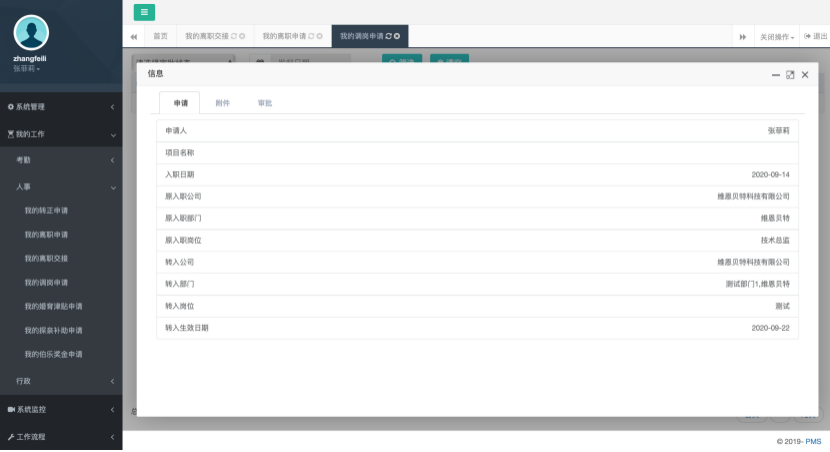 首页
我的离职交接
我的离职申请
我的调岗申请
关闭操作
退出
zhangfeili
张菲莉
系统管理
我的工作
考勤
人事
我的转正申请
我的离职申请
我的离职交接
我的调岗申请
我的婚育津贴申请
我的探亲补助申请
我的伯乐奖金申请
行政
系统监控
工作流程
信息
申请
附件
审批
申请人 张菲莉
项目名称
入职日期 2020-09-14
原入职公司 维恩贝特科技有限公司
原入职部门 维恩贝特
原入职岗位 技术总监
转入公司 维恩贝特科技有限公司
转入部门 测试部门1,维恩贝特
转入岗位 测试
转入生效日期 2020-09-22
© 2019- PMS